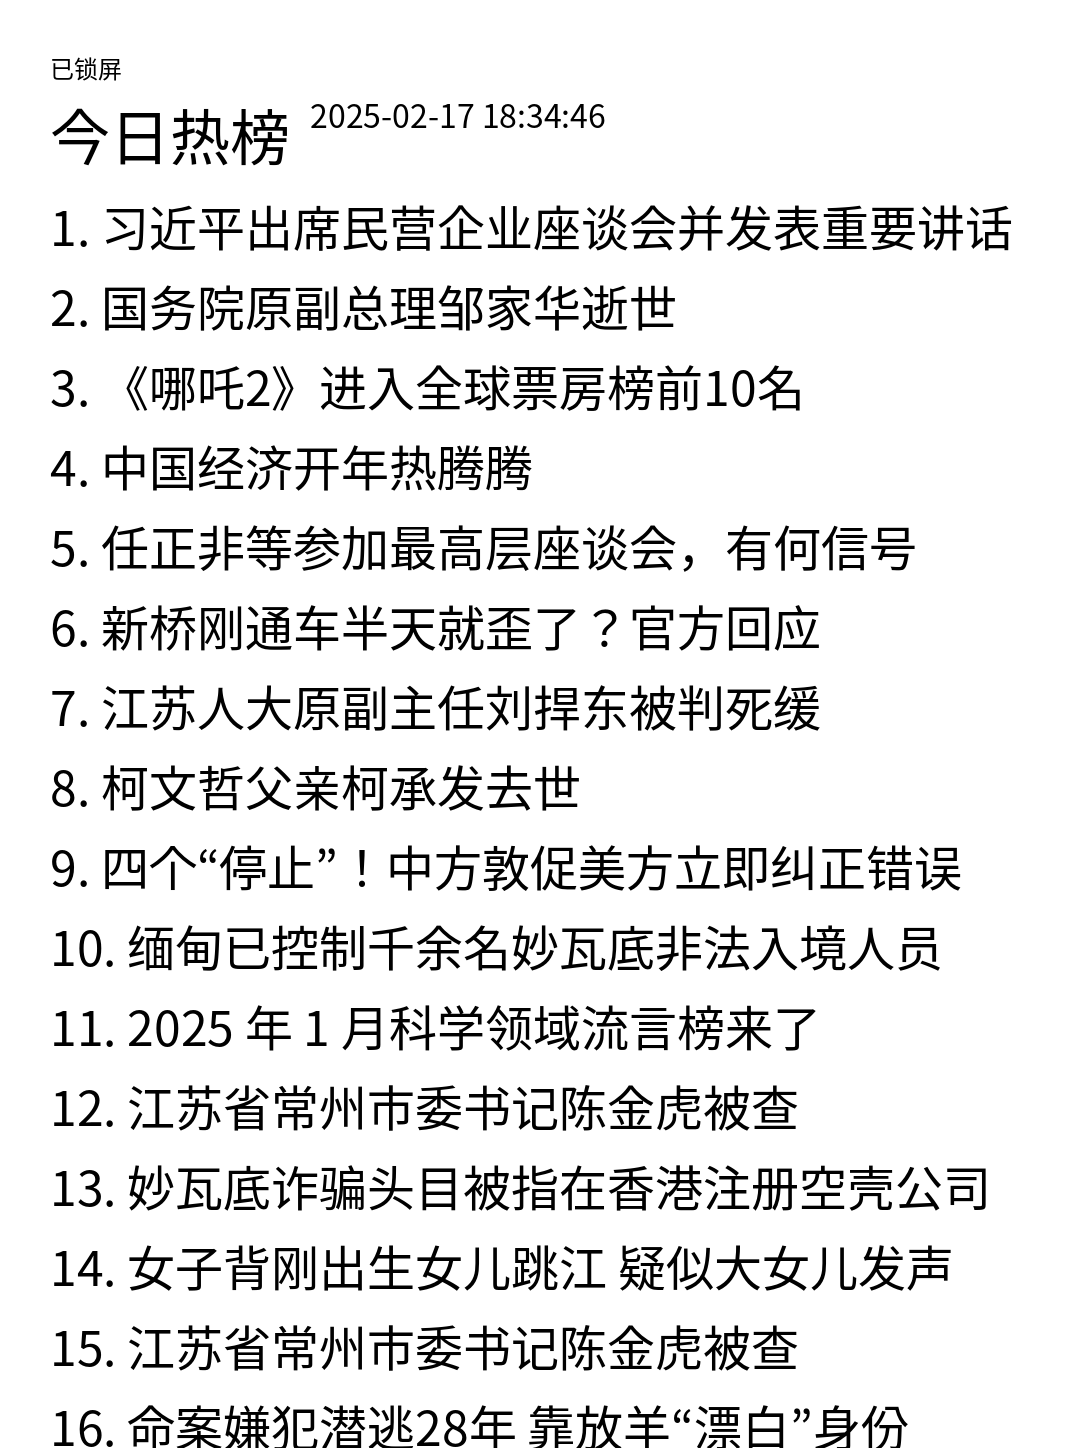 已锁屏
今日热榜 2025-02-17 18:34:46
1. 习近平出席民营企业座谈会并发表重要讲话
2. 国务院原副总理邹家华逝世
3. 《哪吒2》进入全球票房榜前10名
4. 中国经济开年热腾腾
5. 任正非等参加最高层座谈会，有何信号
6. 新桥刚通车半天就歪了？官方回应
7. 江苏人大原副主任刘捍东被判死缓
8. 柯文哲父亲柯承发去世
9. 四个“停止”！中方敦促美方立即纠正错误
10. 缅甸已控制千余名妙瓦底非法入境人员
11. 2025 年 1 月科学领域流言榜来了
12. 江苏省常州市委书记陈金虎被查
13. 妙瓦底诈骗头目被指在香港注册空壳公司
14. 女子背刚出生女儿跳江 疑似大女儿发声
15. 江苏省常州市委书记陈金虎被查
16. 命案嫌犯潜逃28年 靠放羊“漂白”身份